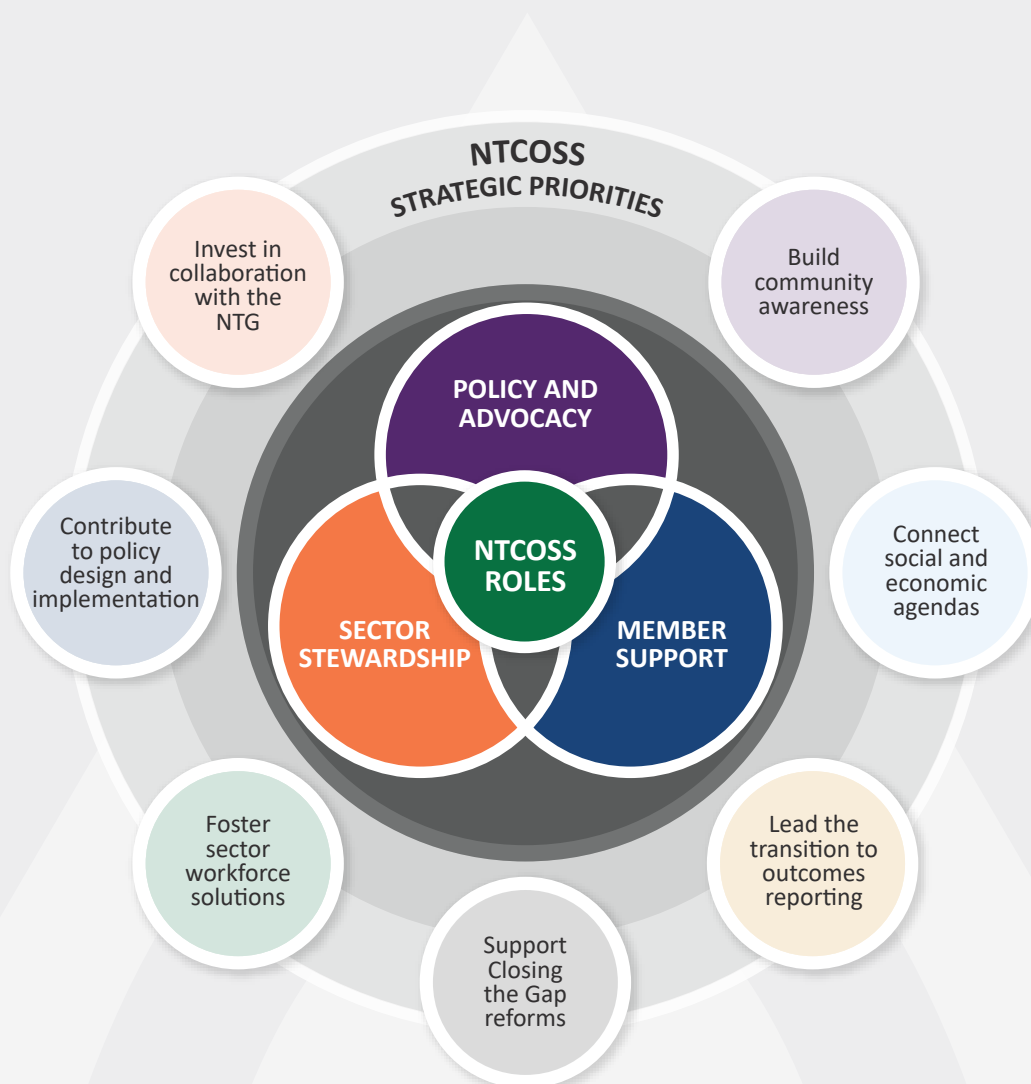 NTCOSS
STRATEGIC PRIORITIES
Invest in
collaboration
with the
NTG
Build
community
awareness
POLICY AND
ADVOCACY
Contribute
to policy
design and
implementation
NTCOSS
ROLES
Connect
social and
economic
agendas
SECTOR
STEWARDSHIP
MEMBER
SUPPORT
Foster
sector
workforce
solutions
Lead the
transition to
outcomes
reporting
Support
Closing
the Gap
reforms